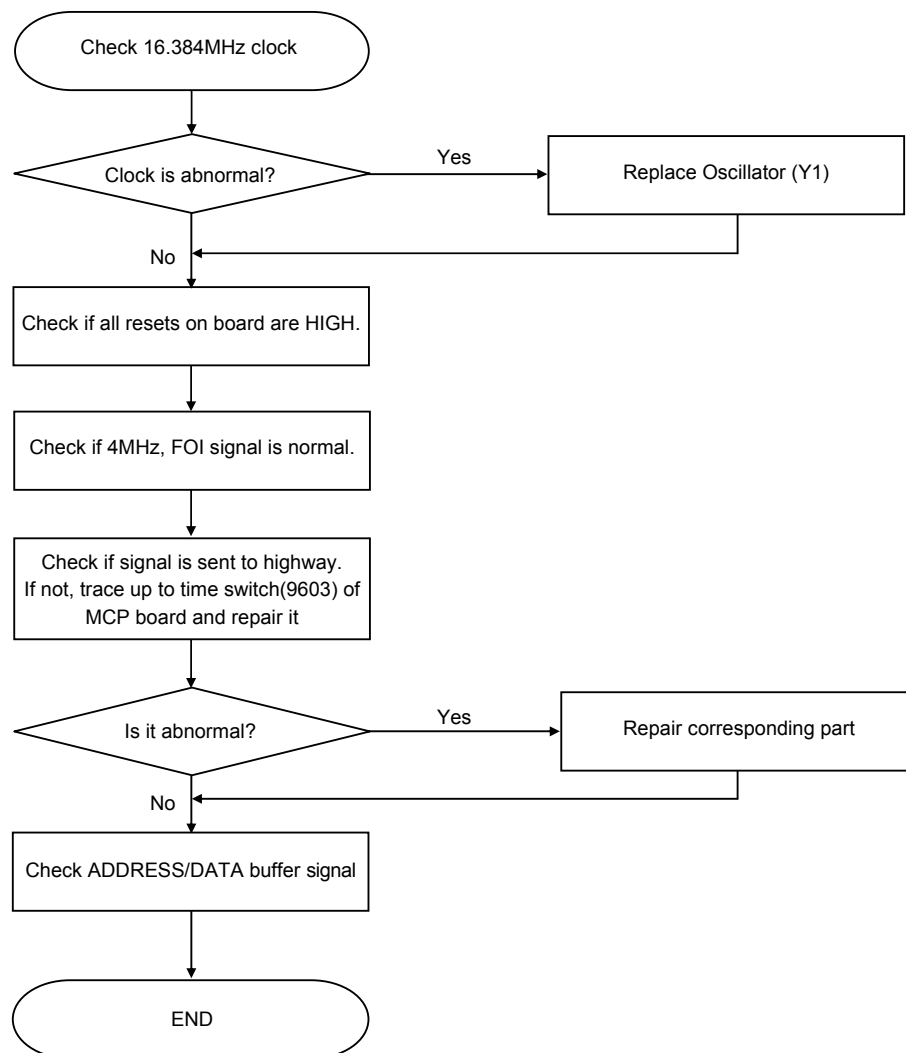 Check 16.384MHz clock
Clock is abnormal?
Yes
Replace Oscillator (Y1)
No
Check if all resets on board are HIGH.
Check if 4MHz, FOI signal is normal.
Check if signal is sent to highway.
If not, trace up to time switch(9603) of
MCP board and repair it
Is it abnormal?
Yes
Repair corresponding part
No
Check ADDRESS/DATA buffer signal
END